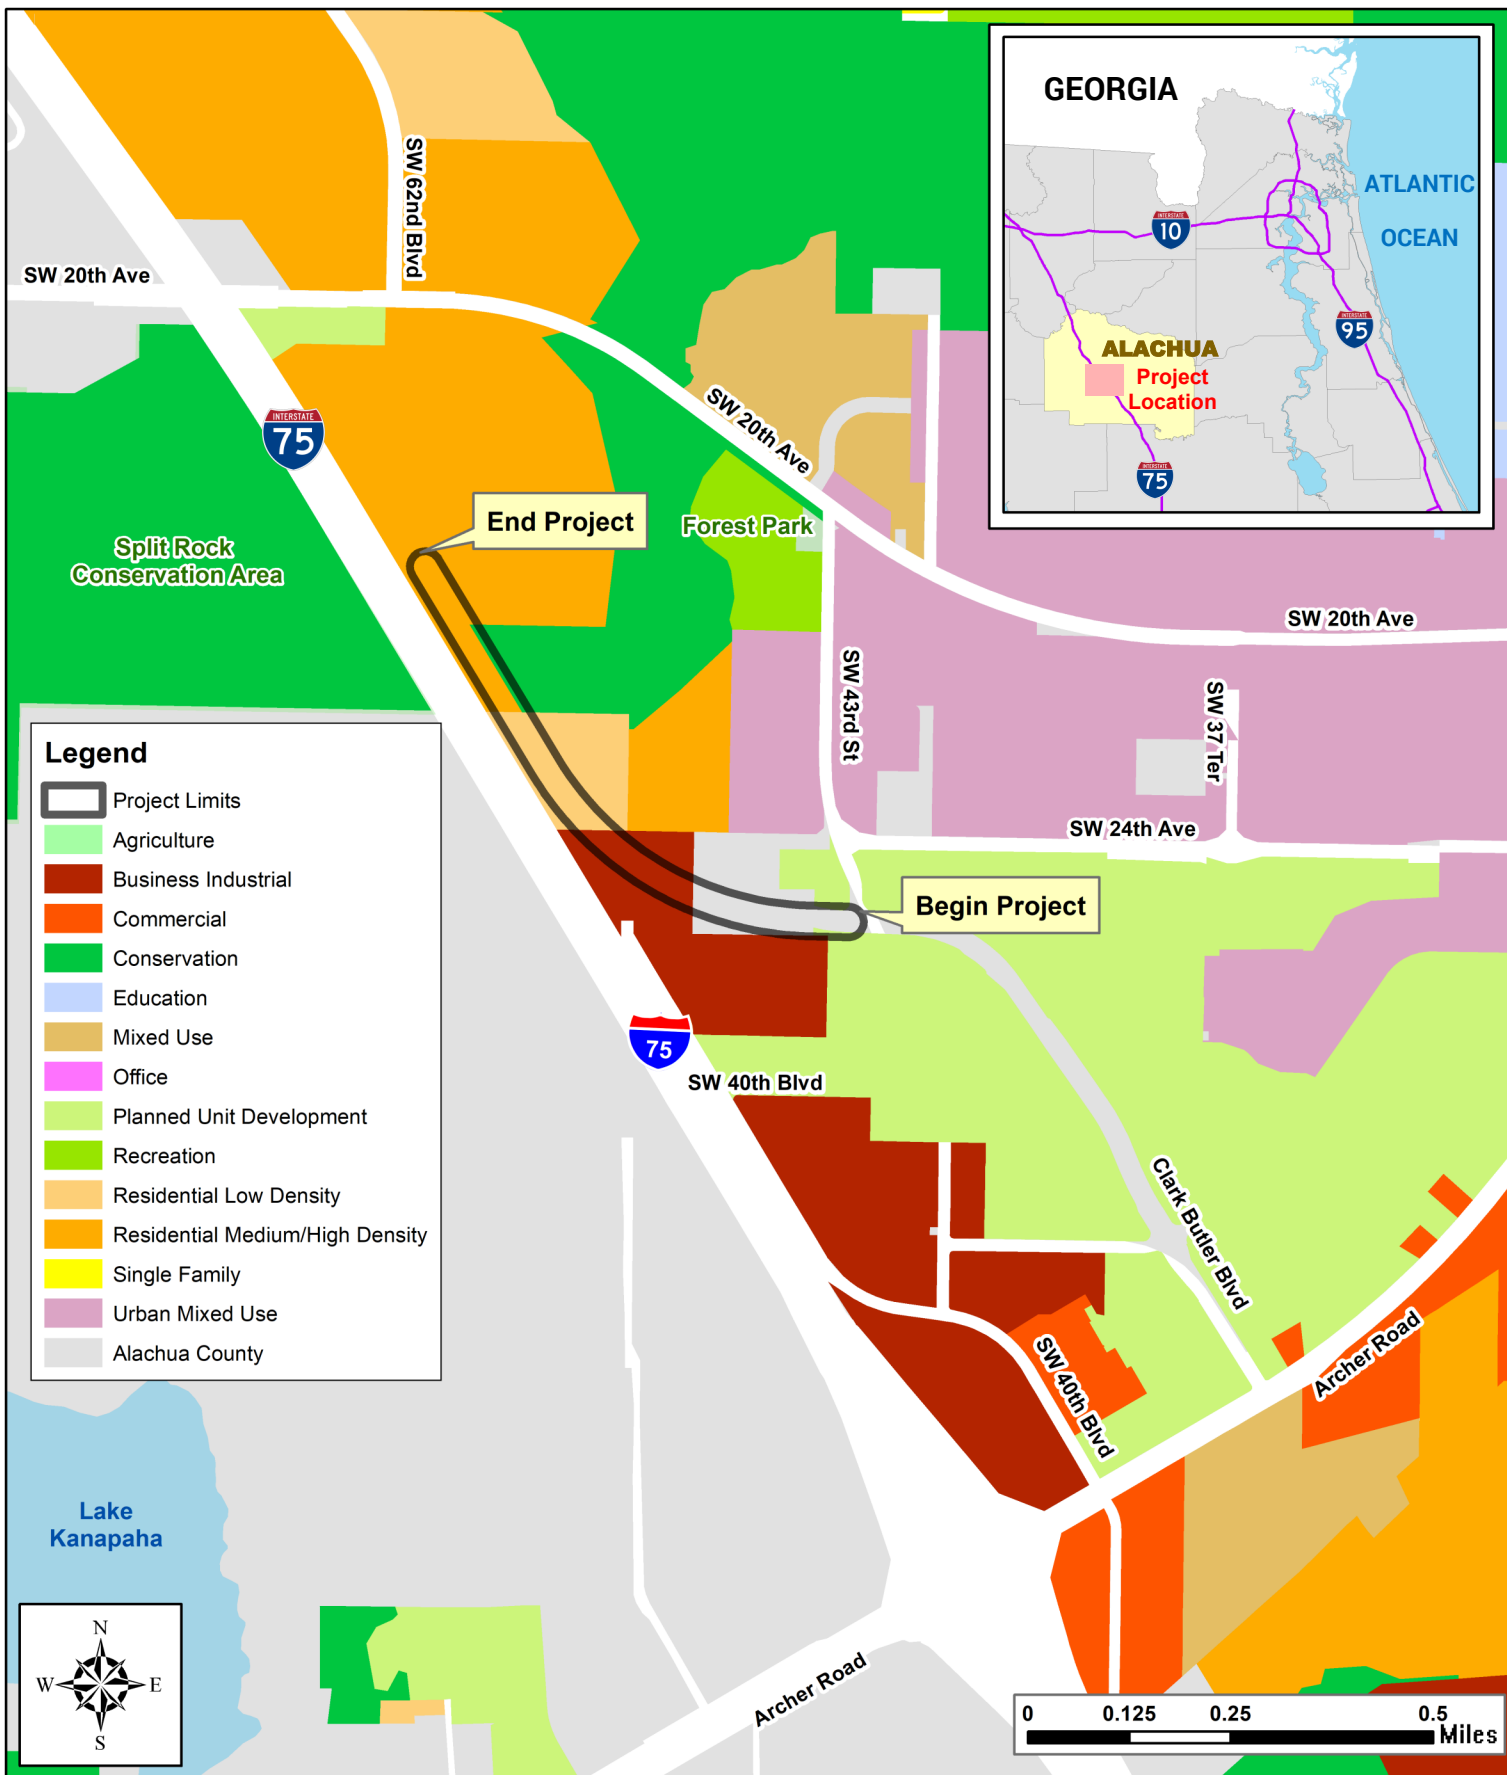 GEORGIA
ATLANTIC
OCEAN
INTERSTATE
10
INTERSTATE
95
ALACHUA
Project
Location
INTERSTATE
75
SW 62nd Blvd
SW 20th Ave
INTERSTATE
75
SW 20th Ave
End Project
Forest Park
Split Rock
Conservation Area
SW 20th Ave
SW 43rd St
SW 37 Ter
SW 24th Ave
Begin Project
Legend
Project Limits
Agriculture
Business Industrial
Commercial
Conservation
Education
Mixed Use
Office
Planned Unit Development
Recreation
Residential Low Density
Residential Medium/High Density
Single Family
Urban Mixed Use
Alachua County
75
SW 40th Blvd
Clark Butler Blvd
Archer Road
SW 40th Blvd
Lake
Kanapaha
Archer Road
N
W E
S
0 0.125 0.25 0.5
Miles